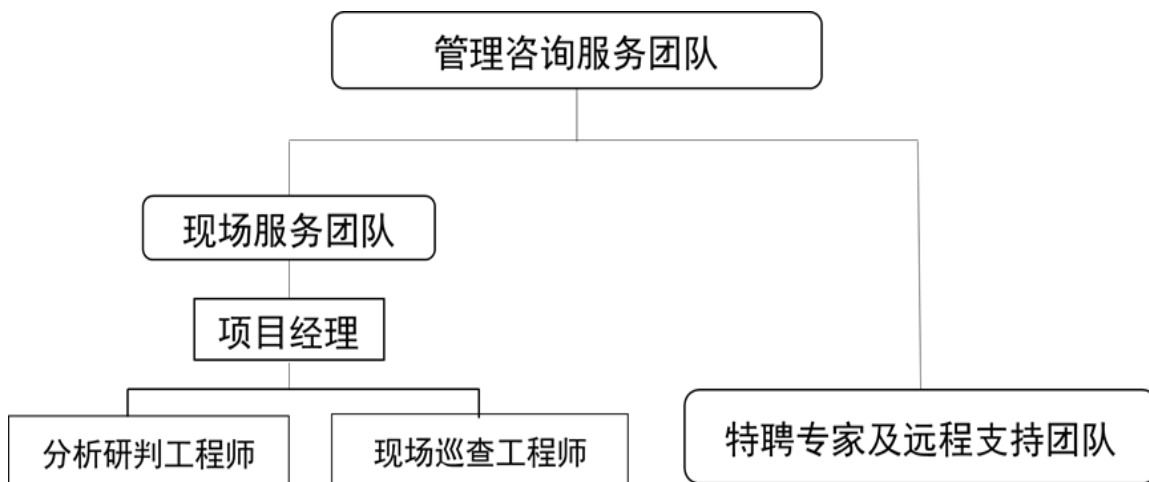 管理咨询服务团队
现场服务团队
项目经理
分析研判工程师
现场巡查工程师
特聘专家及远程支持团队